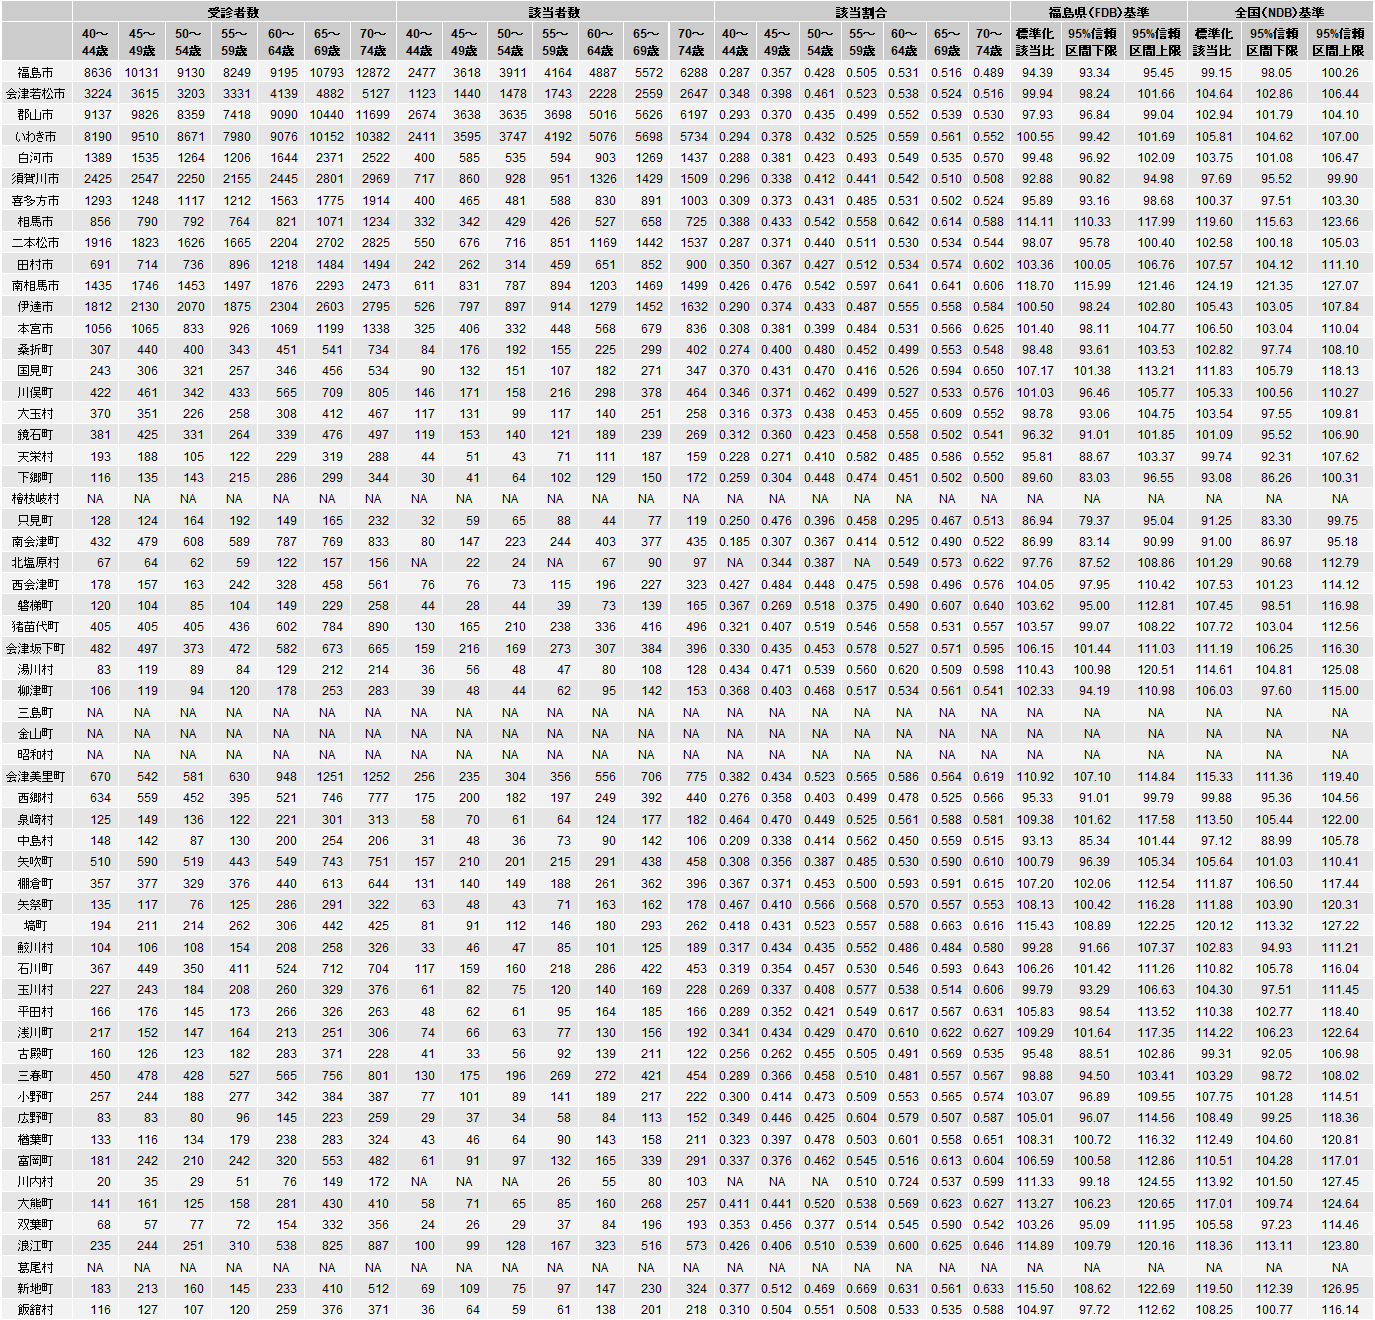 受診者数 該当者数 該当割合 福島県(FDB)基準 全国(NDB)基準
40～44歳 45～49歳 50～54歳 55～59歳 60～64歳 65～69歳 70～74歳 40～44歳 45～49歳 50～54歳 55～59歳 60～64歳 65～69歳 70～74歳 40～44歳 45～49歳 50～54歳 55～59歳 60～64歳 65～69歳 70～74歳 標準化該当比 95%信頼区間下限 95%信頼区間上限 標準化該当比 95%信頼区間下限 95%信頼区間上限
福島市 8636 10131 9130 8249 9195 10793 12872 2477 3618 3911 4164 4887 5572 6288 0.287 0.357 0.428 0.505 0.531 0.516 0.489 94.39 93.34 95.45 99.15 98.05 100.26
会津若松市 3224 3615 3203 3331 4139 4882 5127 1123 1440 1478 1743 2228 2559 2647 0.348 0.398 0.461 0.523 0.538 0.524 0.516 99.94 98.24 101.66 104.64 102.86 106.44
郡山市 9137 9826 8359 7418 9090 10440 11699 2674 3638 3635 3698 5016 5626 6197 0.293 0.370 0.435 0.499 0.552 0.539 0.530 97.93 96.84 99.04 102.94 101.79 104.10
いわき市 8190 9510 8671 7980 9076 10152 10382 2411 3595 3747 4192 5076 5698 5734 0.294 0.378 0.432 0.525 0.559 0.561 0.552 100.55 99.42 101.69 105.81 104.62 107.00
白河市 1389 1535 1264 1206 1644 2371 2522 400 585 535 594 903 1269 1437 0.288 0.381 0.423 0.493 0.549 0.535 0.570 99.48 96.92 102.09 103.75 101.08 106.47
須賀川市 2425 2547 2250 2155 2445 2801 2969 717 860 928 951 1326 1429 1509 0.296 0.338 0.412 0.441 0.542 0.510 0.508 92.88 90.82 94.98 97.69 95.52 99.90
喜多方市 1293 1248 1117 1212 1563 1775 1914 400 465 481 588 830 891 1003 0.309 0.373 0.431 0.485 0.531 0.502 0.524 95.89 93.16 98.68 100.37 97.51 103.30
相馬市 856 790 792 764 821 1071 1234 332 342 429 426 527 658 725 0.388 0.433 0.542 0.558 0.642 0.614 0.588 114.11 110.33 117.99 119.60 115.63 123.66
二本松市 1916 1823 1626 1665 2204 2702 2825 550 676 716 851 1169 1442 1537 0.287 0.371 0.440 0.511 0.530 0.534 0.544 98.07 95.78 100.40 102.58 100.18 105.03
田村市 691 714 736 896 1218 1484 1494 242 262 314 459 651 852 900 0.350 0.367 0.427 0.512 0.534 0.574 0.602 103.36 100.05 106.76 107.57 104.12 111.10
南相馬市 1435 1746 1453 1497 1876 2293 2473 611 831 787 894 1203 1469 1499 0.426 0.476 0.542 0.597 0.641 0.641 0.606 118.70 115.99 121.46 124.19 121.35 127.07
伊達市 1812 2130 2070 1875 2304 2603 2795 526 797 897 914 1279 1452 1632 0.290 0.374 0.433 0.487 0.555 0.558 0.584 100.50 98.24 102.80 105.43 103.05 107.84
本宮市 1056 1065 833 926 1069 1199 1338 325 406 332 448 568 679 836 0.308 0.381 0.399 0.484 0.531 0.566 0.625 101.40 98.11 104.77 106.50 103.04 110.04
桑折町 307 440 400 343 451 541 734 84 176 192 155 225 299 402 0.274 0.400 0.480 0.452 0.499 0.553 0.548 98.48 93.61 103.53 102.82 97.74 108.10
国見町 243 306 321 257 346 456 534 90 132 151 107 182 271 347 0.370 0.431 0.470 0.416 0.526 0.594 0.650 107.17 101.38 113.21 111.83 105.79 118.13
川俣町 422 461 342 433 565 709 805 146 171 158 216 298 378 464 0.346 0.371 0.462 0.499 0.527 0.533 0.576 101.03 96.46 105.77 105.33 100.56 110.27
大玉村 370 351 226 258 308 412 467 117 131 99 117 140 251 258 0.316 0.373 0.438 0.453 0.455 0.609 0.552 98.78 93.06 104.75 103.54 97.55 109.81
鏡石町 381 425 331 264 339 476 497 119 153 140 121 189 239 269 0.312 0.360 0.423 0.458 0.558 0.502 0.541 96.32 91.01 101.85 101.09 95.52 106.90
天栄村 193 188 105 122 229 319 288 44 51 43 71 111 187 159 0.228 0.271 0.410 0.582 0.485 0.586 0.552 95.81 88.67 103.37 99.74 92.31 107.62
下郷町 116 135 143 215 286 299 344 30 41 64 102 129 150 172 0.259 0.304 0.448 0.474 0.451 0.502 0.500 89.60 83.03 96.55 93.08 86.26 100.31
檜枝岐村 NA NA NA NA NA NA NA NA NA NA NA NA NA NA NA NA NA NA NA NA NA NA NA NA NA NA NA
只見町 128 124 164 192 149 165 232 32 59 65 88 44 77 119 0.250 0.476 0.396 0.458 0.295 0.467 0.513 86.94 79.37 95.04 91.25 83.30 99.75
南会津町 432 479 608 589 787 769 833 80 147 223 244 403 377 435 0.185 0.307 0.367 0.414 0.512 0.490 0.522 86.99 83.14 90.99 91.00 86.97 95.18
北塩原村 67 64 62 59 122 157 156 NA 22 24 NA 67 90 97 NA 0.344 0.387 NA 0.549 0.573 0.622 97.76 87.52 108.86 101.29 90.68 112.79
西会津町 178 157 163 242 328 458 561 76 76 73 115 196 227 323 0.427 0.484 0.448 0.475 0.598 0.496 0.576 104.05 97.95 110.42 107.53 101.23 114.12
磐梯町 120 104 85 104 149 229 258 44 28 44 39 73 139 165 0.367 0.269 0.518 0.375 0.490 0.607 0.640 103.62 95.00 112.81 107.45 98.51 116.98
猪苗代町 405 405 405 436 602 784 890 130 165 210 238 336 416 496 0.321 0.407 0.519 0.546 0.558 0.531 0.557 103.57 99.07 108.22 107.72 103.04 112.56
会津坂下町 482 497 373 472 582 673 665 159 216 169 273 307 384 396 0.330 0.435 0.453 0.578 0.527 0.571 0.595 106.15 101.44 111.03 111.19 106.25 116.30
湯川村 83 119 89 84 129 212 214 36 56 48 47 80 108 128 0.434 0.471 0.539 0.560 0.620 0.509 0.598 110.43 100.98 120.51 114.61 104.81 125.08
柳津町 106 119 94 120 178 253 283 39 48 44 62 95 142 153 0.368 0.403 0.468 0.517 0.534 0.561 0.541 102.33 94.19 110.98 106.03 97.60 115.00
三島町 NA NA NA NA NA NA NA NA NA NA NA NA NA NA NA NA NA NA NA NA NA NA NA NA NA NA NA
金山町 NA NA NA NA NA NA NA NA NA NA NA NA NA NA NA NA NA NA NA NA NA NA NA NA NA NA NA
昭和村 NA NA NA NA NA NA NA NA NA NA NA NA NA NA NA NA NA NA NA NA NA NA NA NA NA NA NA
会津美里町 670 542 581 630 948 1251 1252 256 235 304 356 556 706 775 0.382 0.434 0.523 0.565 0.586 0.564 0.619 110.92 107.10 114.84 115.33 111.36 119.40
西郷村 634 559 452 395 521 746 777 175 200 182 197 249 392 440 0.276 0.358 0.403 0.499 0.478 0.525 0.566 95.33 91.01 99.79 99.88 95.36 104.56
泉崎村 125 149 136 122 221 301 313 58 70 61 64 124 177 182 0.464 0.470 0.449 0.525 0.561 0.588 0.581 109.38 101.62 117.58 113.50 105.44 122.00
中島村 148 142 87 130 200 254 206 31 48 36 73 90 142 106 0.209 0.338 0.414 0.562 0.450 0.559 0.515 93.13 85.34 101.44 97.12 88.99 105.78
矢吹町 510 590 519 443 549 743 751 157 210 201 215 291 438 458 0.308 0.356 0.387 0.485 0.530 0.590 0.610 100.79 96.39 105.34 105.64 101.03 110.41
棚倉町 357 377 329 376 440 613 644 131 140 149 188 261 362 396 0.367 0.371 0.453 0.500 0.593 0.591 0.615 107.20 102.06 112.54 111.87 106.50 117.44
矢祭町 135 117 76 125 286 291 322 63 48 43 71 163 162 178 0.467 0.410 0.566 0.568 0.570 0.557 0.553 108.13 100.42 116.28 111.88 103.90 120.31
塙町 194 211 214 262 306 442 425 81 91 112 146 180 293 262 0.418 0.431 0.523 0.557 0.588 0.663 0.616 115.43 108.89 122.25 120.12 113.32 127.22
鮫川村 104 106 108 154 208 258 326 33 46 47 85 101 125 189 0.317 0.434 0.435 0.552 0.486 0.484 0.580 99.28 91.66 107.37 102.83 94.93 111.21
石川町 367 449 350 411 524 712 704 117 159 160 218 286 422 453 0.319 0.354 0.457 0.530 0.546 0.593 0.643 106.26 101.42 111.26 110.82 105.78 116.04
玉川村 227 243 184 208 260 329 376 61 82 75 120 140 169 228 0.269 0.337 0.408 0.577 0.538 0.514 0.606 99.79 93.29 106.63 104.30 97.51 111.45
平田村 166 176 145 173 266 326 263 48 62 61 95 164 185 166 0.289 0.352 0.421 0.549 0.617 0.567 0.631 105.83 98.54 113.52 110.38 102.77 118.40
浅川町 217 152 147 164 213 251 306 74 66 63 77 130 156 192 0.341 0.434 0.429 0.470 0.610 0.622 0.627 109.29 101.64 117.35 114.22 106.23 122.64
古殿町 160 126 123 182 283 371 228 41 33 56 92 139 211 122 0.256 0.262 0.455 0.505 0.491 0.569 0.535 95.48 88.51 102.86 99.31 92.05 106.98
三春町 450 478 428 527 565 756 801 130 175 196 269 272 421 454 0.289 0.366 0.458 0.510 0.481 0.557 0.567 98.88 94.50 103.41 103.29 98.72 108.02
小野町 257 244 188 277 342 384 387 77 101 89 141 189 217 222 0.300 0.414 0.473 0.509 0.553 0.565 0.574 103.07 96.89 109.55 107.75 101.28 114.51
広野町 83 83 80 96 145 223 259 29 37 34 58 84 113 152 0.349 0.446 0.425 0.604 0.579 0.507 0.587 105.01 96.07 114.56 108.49 99.25 118.36
楢葉町 133 116 134 179 238 283 324 43 46 64 90 143 158 211 0.323 0.397 0.478 0.503 0.601 0.558 0.651 108.31 100.72 116.32 112.49 104.60 120.81
富岡町 181 242 210 242 320 553 482 61 91 97 132 165 339 291 0.337 0.376 0.462 0.545 0.516 0.613 0.604 106.59 100.58 112.86 110.51 104.28 117.01
川内村 20 35 29 51 76 149 172 NA NA NA 26 55 80 103 NA NA NA 0.510 0.724 0.537 0.599 111.33 99.18 124.55 113.92 101.50 127.45
大熊町 141 161 125 158 281 430 410 58 71 65 85 160 268 257 0.411 0.441 0.520 0.538 0.569 0.623 0.627 113.27 106.23 120.65 117.01 109.74 124.64
双葉町 68 57 77 72 154 332 356 24 26 29 37 84 196 193 0.353 0.456 0.377 0.514 0.545 0.590 0.542 103.26 95.09 111.95 105.58 97.23 114.46
浪江町 235 244 251 310 538 825 887 100 99 128 167 323 516 573 0.426 0.406 0.510 0.539 0.600 0.625 0.646 114.89 109.79 120.16 118.36 113.11 123.80
葛尾村 NA NA NA NA NA NA NA NA NA NA NA NA NA NA NA NA NA NA NA NA NA NA NA NA NA NA NA
新地町 183 213 160 145 233 410 512 69 109 75 97 147 230 324 0.377 0.512 0.469 0.669 0.631 0.561 0.633 115.50 108.62 122.69 119.50 112.39 126.95
飯舘村 116 127 107 120 259 376 371 36 64 59 61 138 201 218 0.310 0.504 0.551 0.508 0.533 0.535 0.588 104.97 97.72 112.62 108.25 100.77 116.14